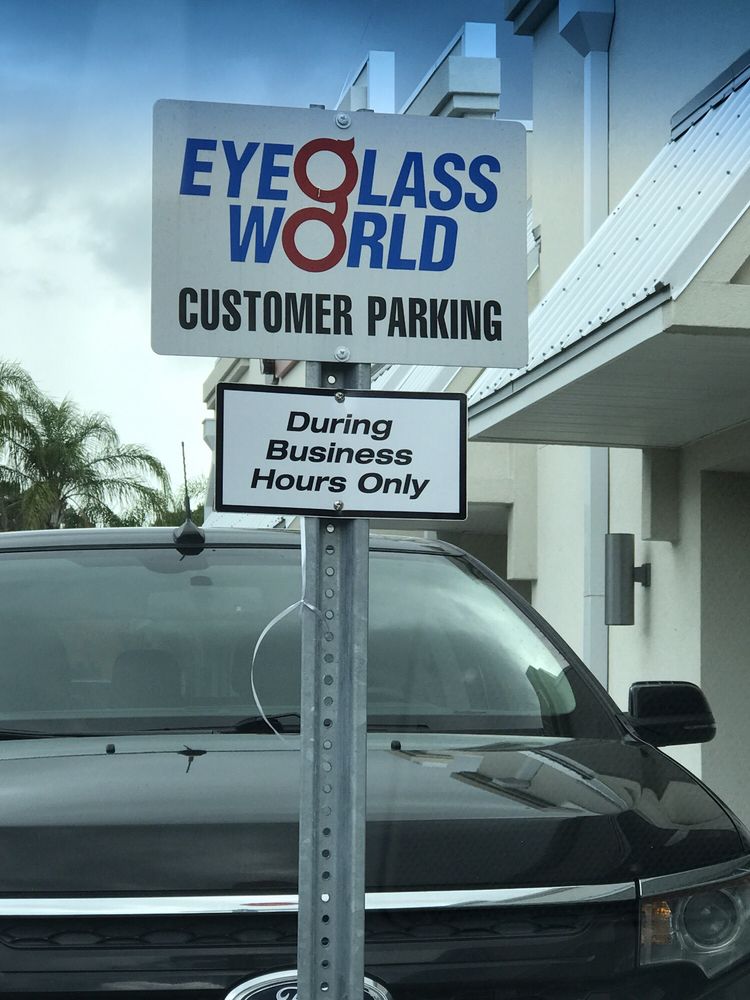 EYEGLASS
WORLD
CUSTOMER PARKING
During
Business
Hours Only